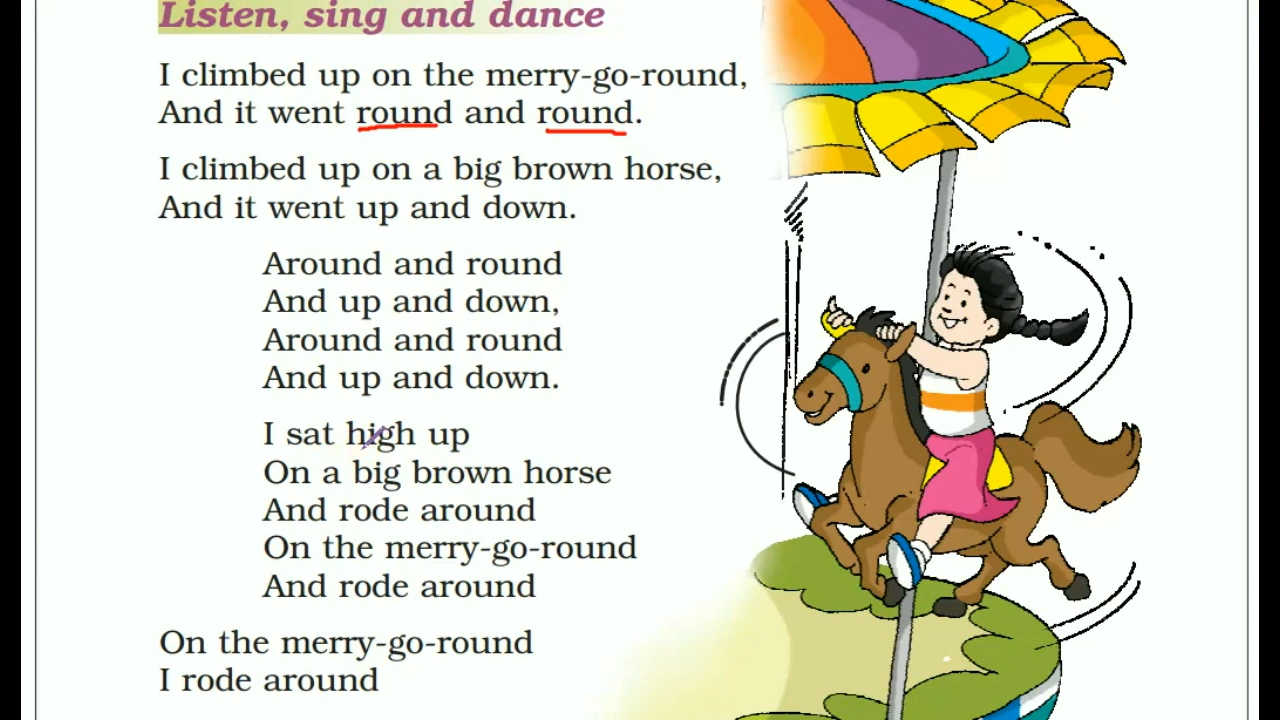 Listen, sing and dance
I climbed up on the merry-go-round,
And it went round and round.
I climbed up on a big brown horse,
And it went up and down.
Around and round
And up and down,
Around and round
And up and down.
I sat high up
On a big brown horse
And rode around
On the merry-go-round
And rode around
On the merry-go-round
I rode around